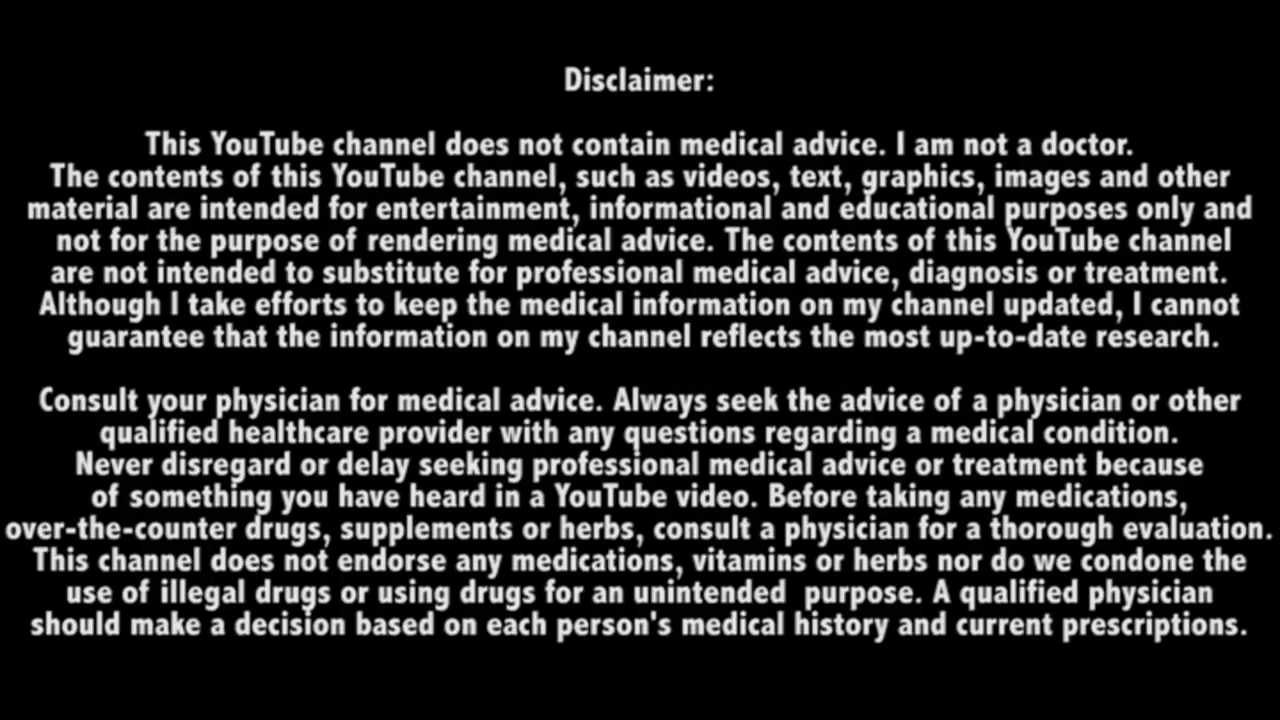 Disclaimer:
This YouTube channel does not contain medical advice. I am not a doctor.
The contents of this YouTube channel, such as videos, text, graphics, images and other
material are intended for entertainment, informational and educational purposes only and
not for the purpose of rendering medical advice. The contents of this YouTube channel
are not intended to substitute for professional medical advice, diagnosis or treatment.
Although I take efforts to keep the medical information on my channel updated, I cannot
guarantee that the information on my channel reflects the most up-to-date research.
Consult your physician for medical advice. Always seek the advice of a physician or other
qualified healthcare provider with any questions regarding a medical condition.
Never disregard or delay seeking professional medical advice or treatment because
of something you have heard in a YouTube video. Before taking any medications,
over-the-counter drugs, supplements or herbs, consult a physician for a thorough evaluation.
This channel does not endorse any medications, vitamins or herbs nor do we condone the
use of illegal drugs or using drugs for an unintended  purpose. A qualified physician
should make a decision based on each person's medical history and current prescriptions.